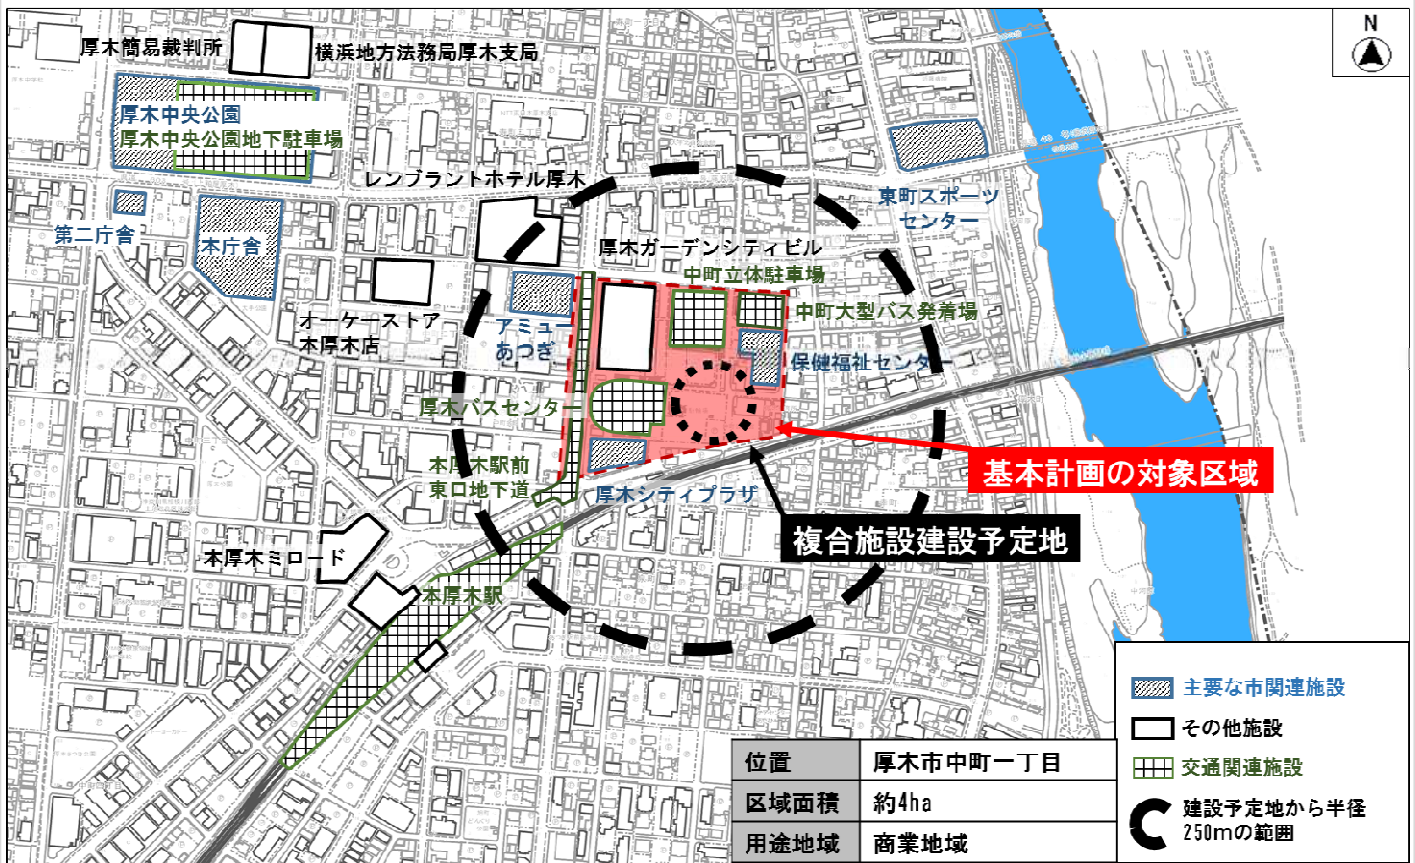 N
厚木簡易裁判所
横浜地方法務局厚木支局
厚木中央公園
厚木中央公園地下駐車場
レンブラントホテル厚木
東町スポーツ
センター
第二庁舎
本庁舎
厚木ガーデンシティビル
中町立体駐車場
中町大型バス発着場
オーケーストア
本厚木店
アミュー
あつぎ
保健福祉センター
厚木バスセンター
本厚木駅前
東口地下道
厚木シティプラザ
基本計画の対象区域
複合施設建設予定地
本厚木ミロード
本厚木駅
主要な市関連施設
その他施設
交通関連施設
建設予定地から半径
250mの範囲
位置 厚木市中町一丁目
区域面積 約4ha
用途地域 商業地域